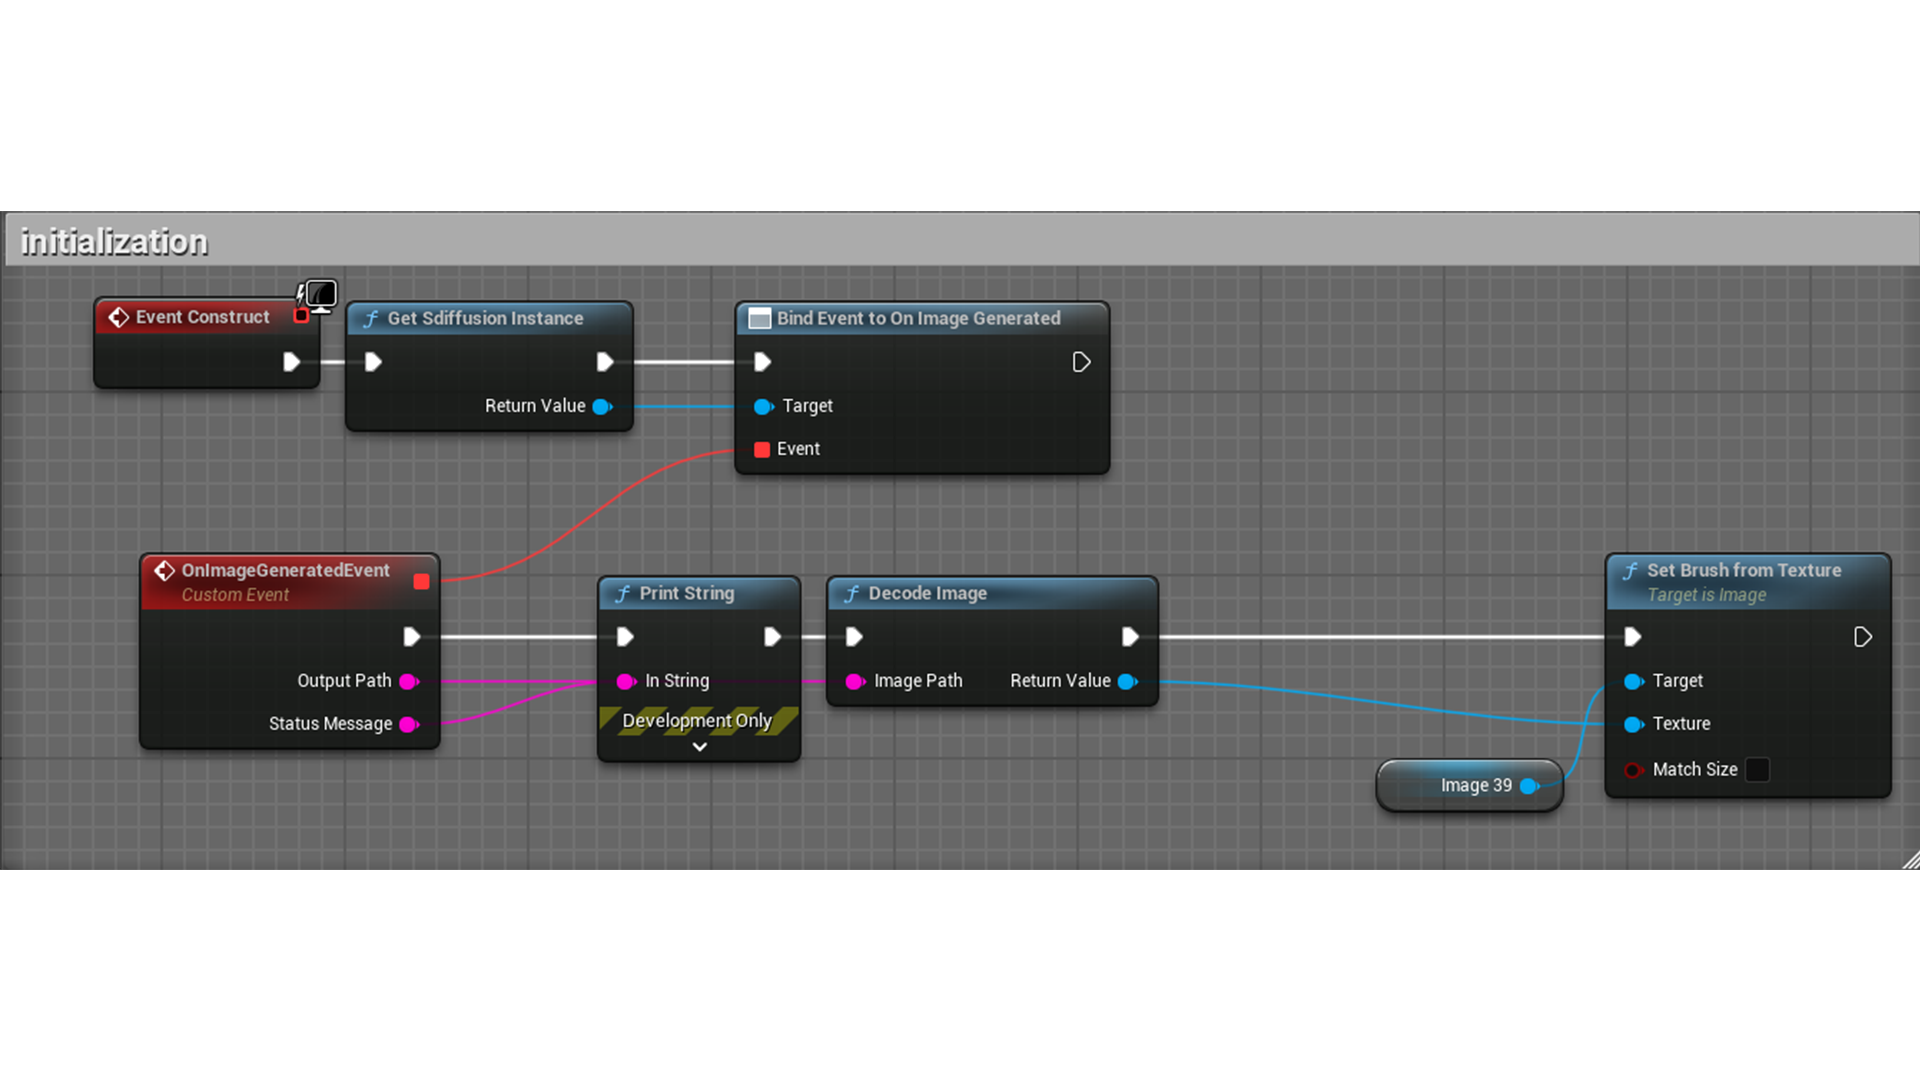 initialization
Event Construct
Get Sdiffusion Instance
Return Value
Bind Event to On Image Generated
Target
Event
OnImageGeneratedEvent
Custom Event
Output Path
Status Message
Print String
In String
Development Only
Decode Image
Image Path
Return Value
Image 39
Set Brush from Texture
Target is Image
Target
Texture
Match Size